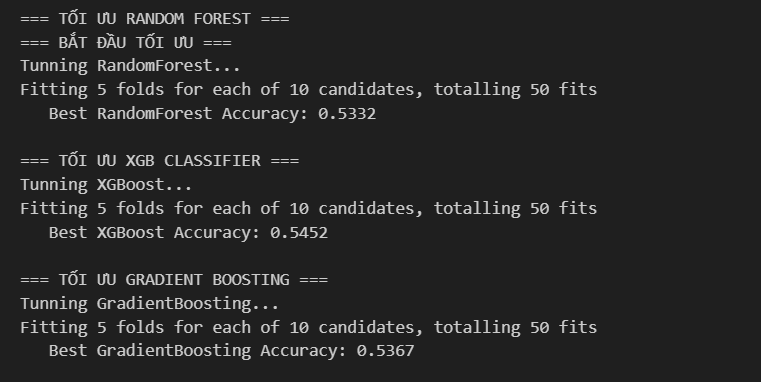 === TỐI ƯU RANDOM FOREST ===
=== BẮT ĐẦU TỐI ƯU ===
Tunning RandomForest...
Fitting 5 folds for each of 10 candidates, totalling 50 fits
   Best RandomForest Accuracy: 0.5332

=== TỐI ƯU XGB CLASSIFIER ===
Tunning XGBoost...
Fitting 5 folds for each of 10 candidates, totalling 50 fits
   Best XGBoost Accuracy: 0.5452

=== TỐI ƯU GRADIENT BOOSTING ===
Tunning GradientBoosting...
Fitting 5 folds for each of 10 candidates, totalling 50 fits
   Best GradientBoosting Accuracy: 0.5367